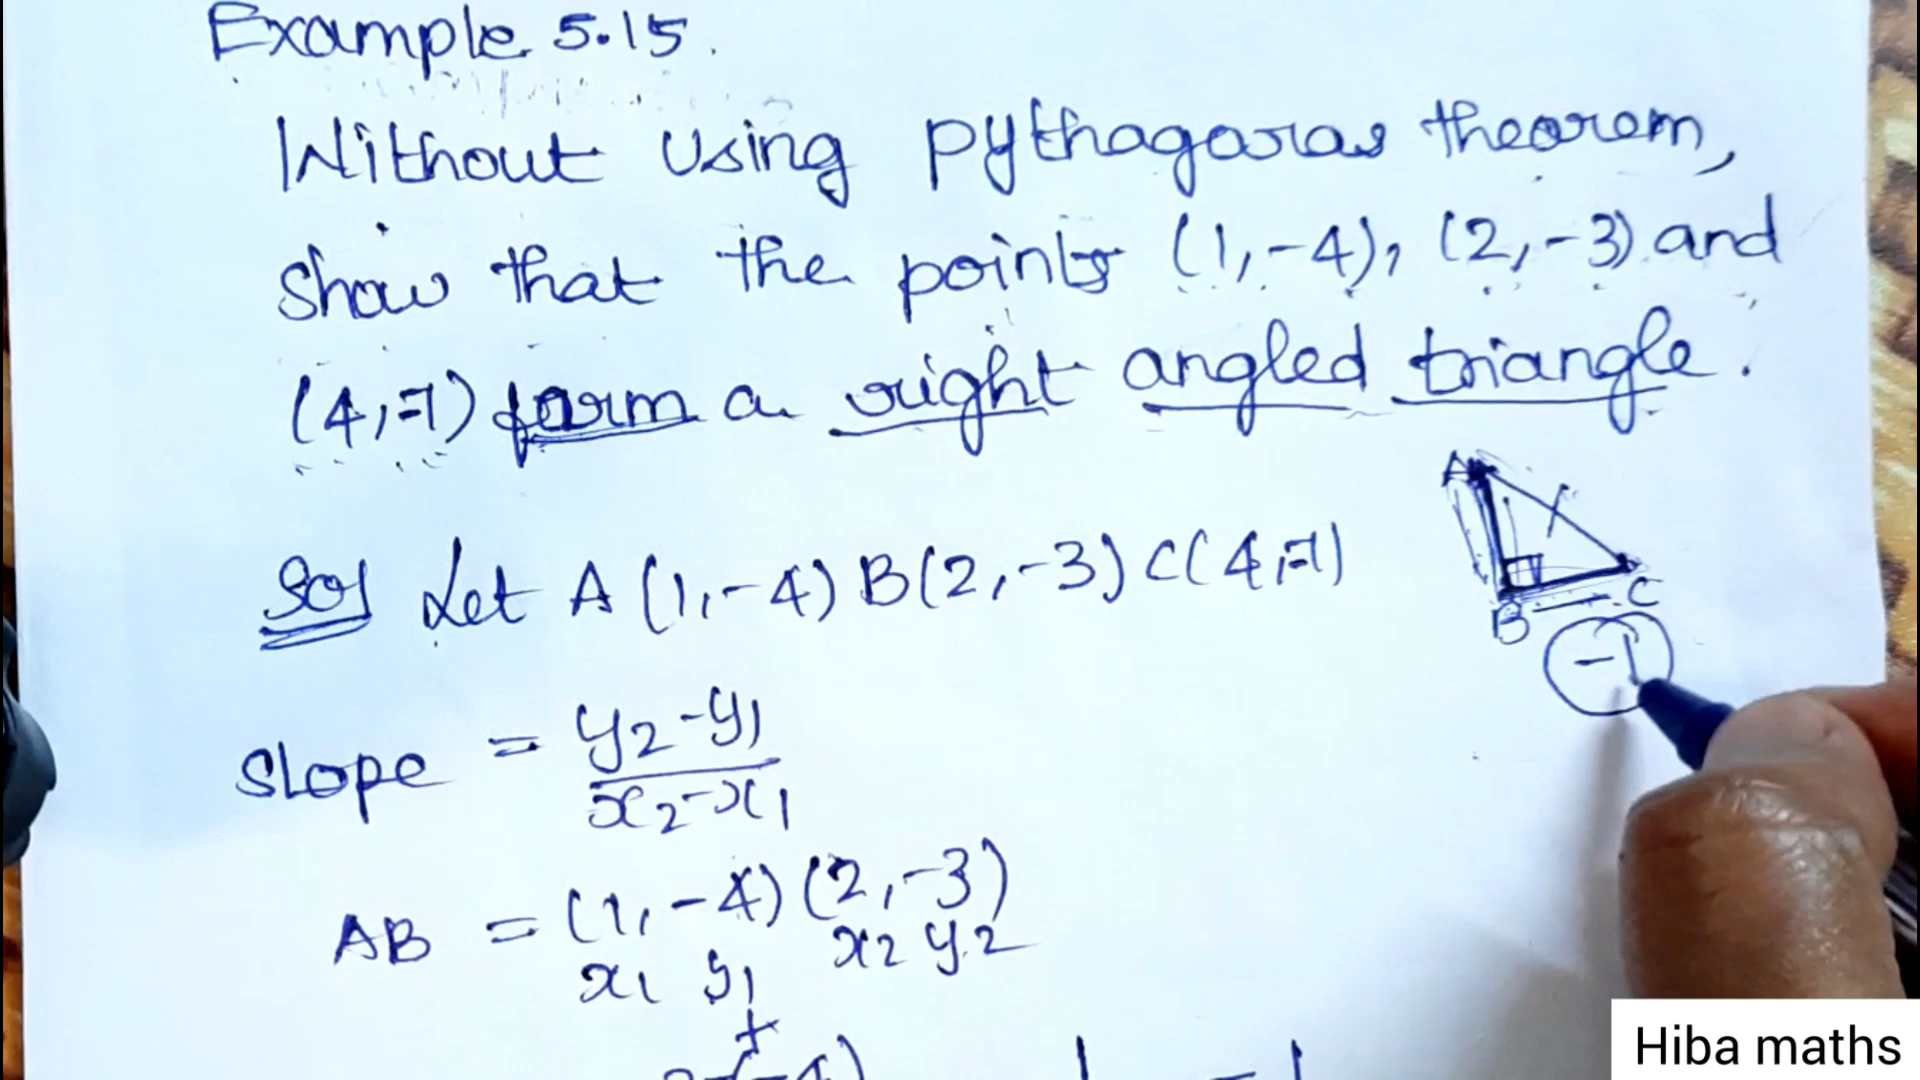 Example 5.15.
Without using pythagoras theorem,
show that the points (1,-4), (2,-3) and
(4,-7) form a right angled triangle.
A
Sol Let A (1,-4) B(2,-3) C(4,-7)
B C
-1
Slope = y2-y1
x2-x1
AB = (1,-4) (2,-3)
x1 y1 x2 y2
+
Hiba maths